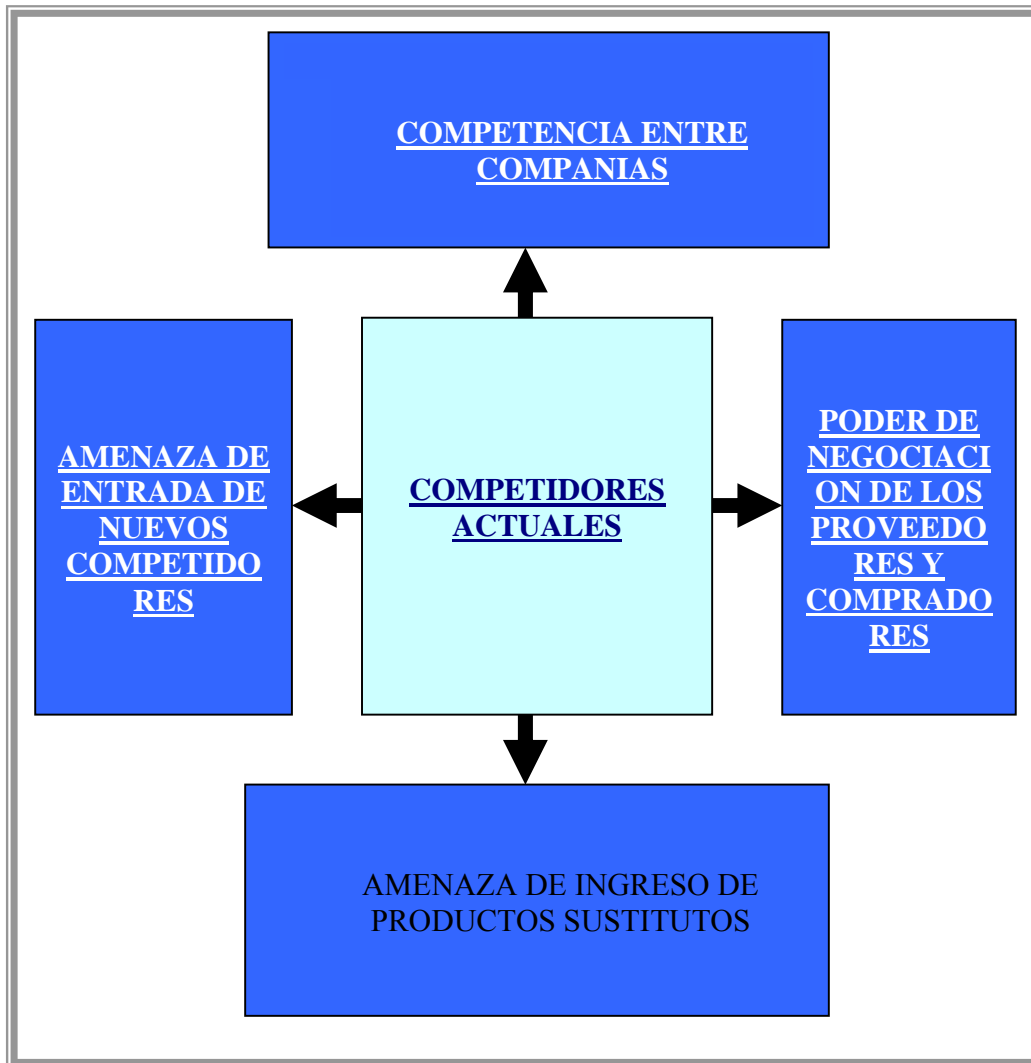 COMPETENCIA ENTRE
COMPANIAS
AMENAZA DE
ENTRADA DE
NUEVOS
COMPETIDO
RES
COMPETIDORES
ACTUALES
PODER DE
NEGOCIACI
ON DE LOS
PROVEEDO
RES Y
COMPRADO
RES
AMENAZA DE INGRESO DE
PRODUCTOS SUSTITUTOS